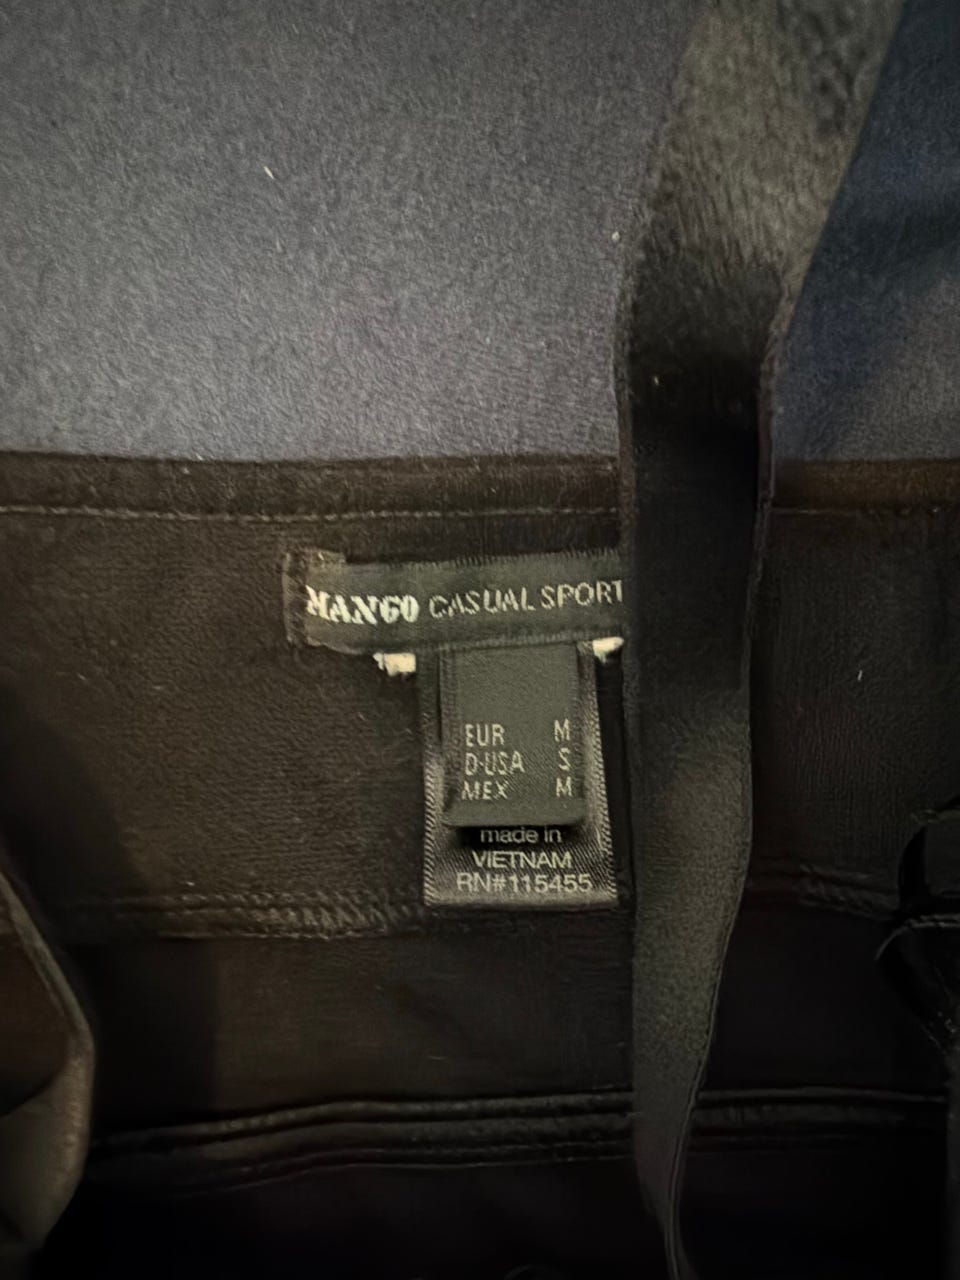 MANGO CASUAL SPORT
EUR M
D·USA S
MEX M
made in
VIETNAM
RN#115455